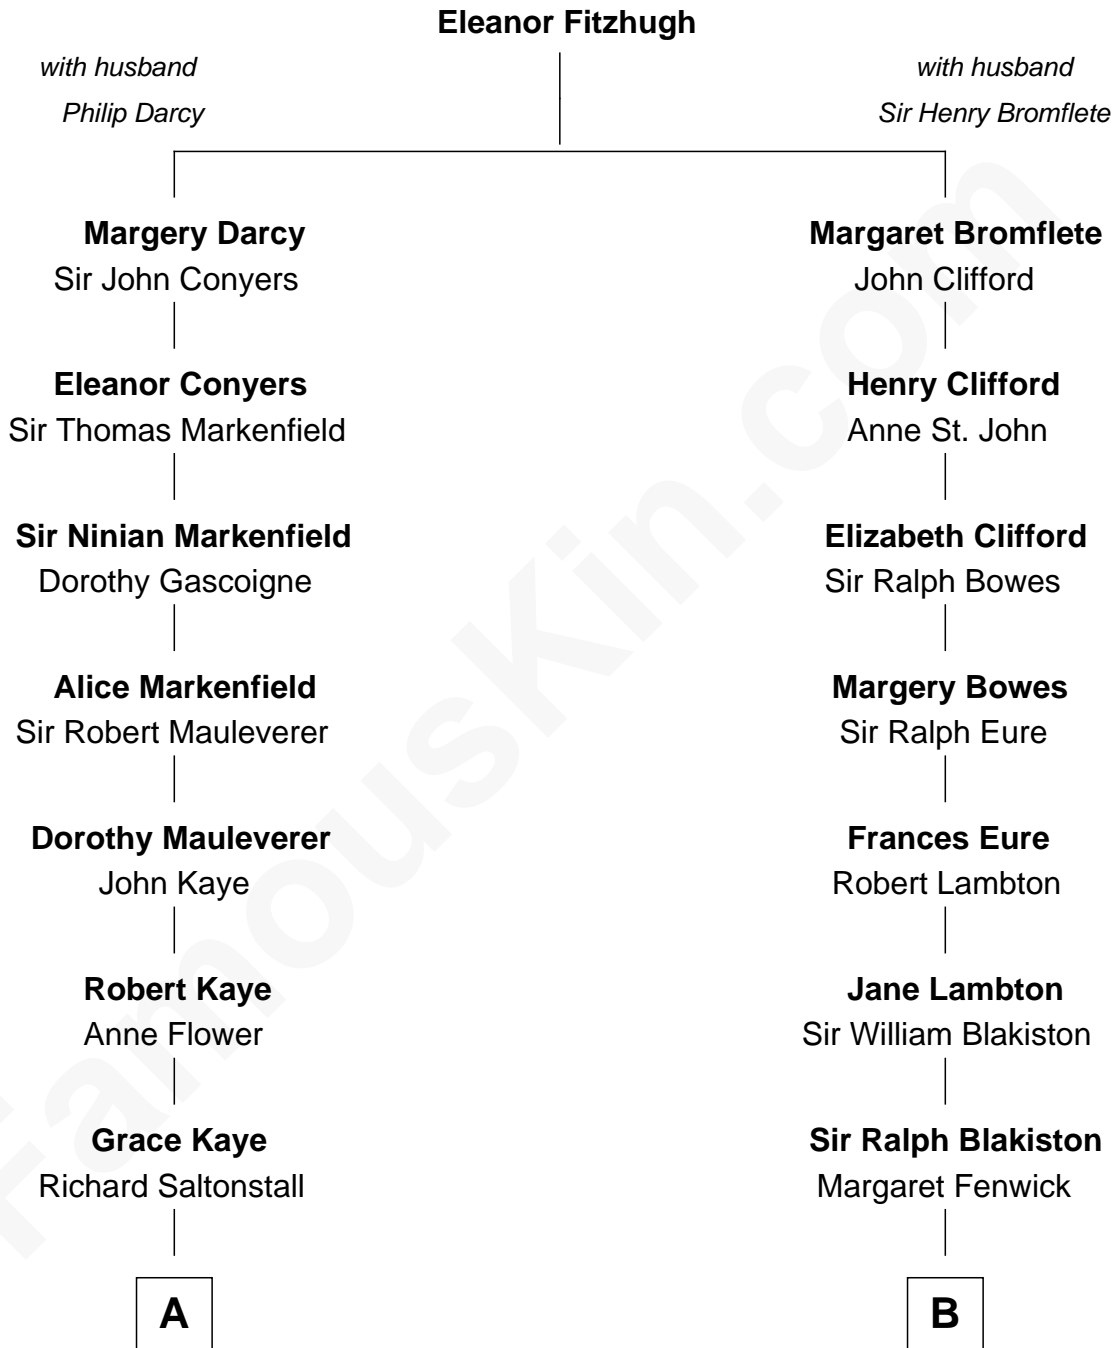 Eleanor Fitzhugh
with husband
Philip Darcy
with husband
Sir Henry Bromflete
Margery Darcy
Sir John Conyers
Margaret Bromflete
John Clifford
Eleanor Conyers
Sir Thomas Markenfield
Henry Clifford
Anne St. John
Sir Ninian Markenfield
Dorothy Gascoigne
Elizabeth Clifford
Sir Ralph Bowes
Alice Markenfield
Sir Robert Mauleverer
Margery Bowes
Sir Ralph Eure
Dorothy Mauleverer
John Kaye
Frances Eure
Robert Lambton
Robert Kaye
Anne Flower
Jane Lambton
Sir William Blakiston
Grace Kaye
Richard Saltonstall
Sir Ralph Blakiston
Margaret Fenwick
A
B
FamousKin.com